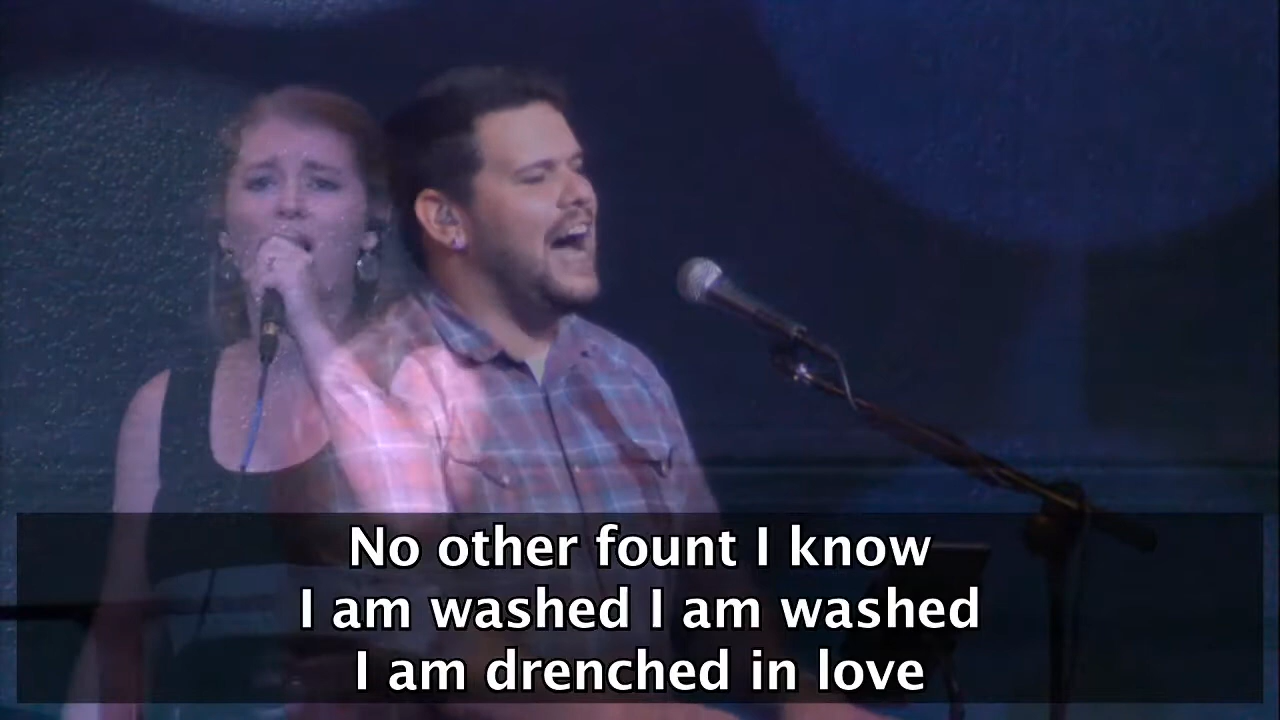 No other fount I know
I am washed I am washed
I am drenched in love